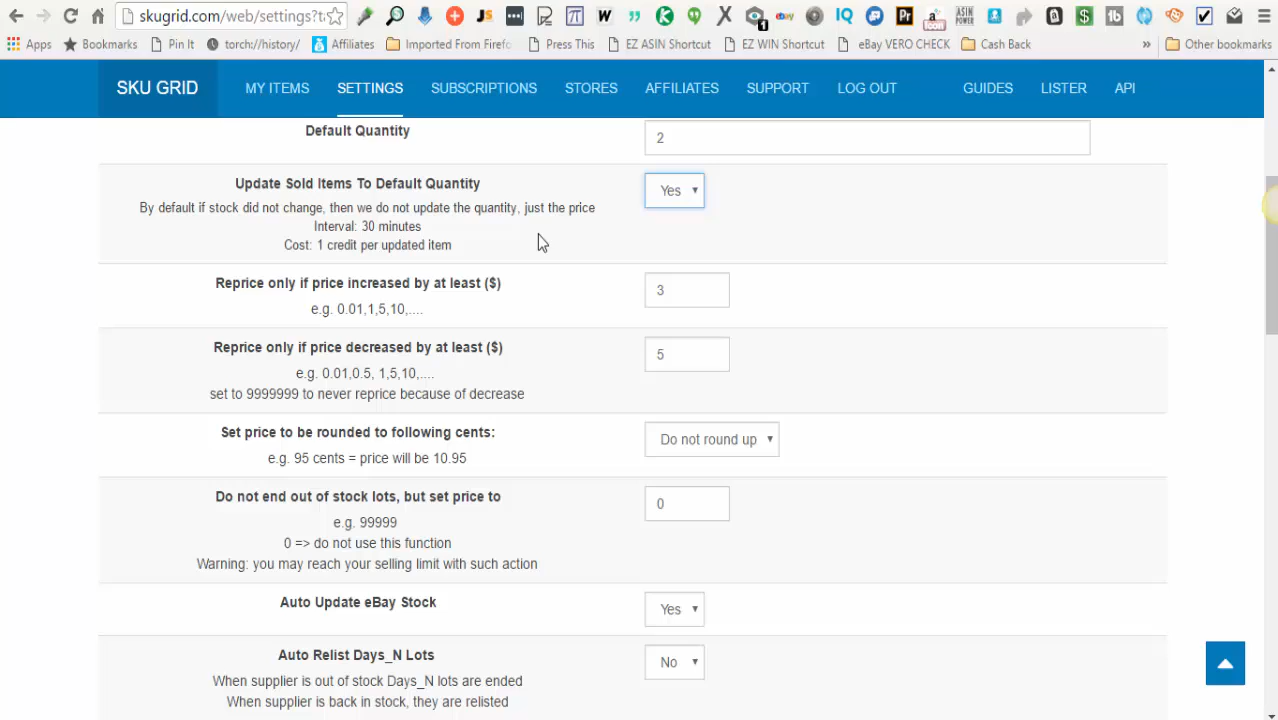 skugrid.com/web/settings?t
Apps Bookmarks Pin It torch://history/ Affiliates Imported From Firef Press This EZ ASIN Shortcut EZ WIN Shortcut eBay VERO CHECK Cash Back » Other bookmarks
SKU GRID MY ITEMS SETTINGS SUBSCRIPTIONS STORES AFFILIATES SUPPORT LOG OUT GUIDES LISTER API
Default Quantity 2
Update Sold Items To Default Quantity Yes
By default if stock did not change, then we do not update the quantity, just the price
Interval: 30 minutes
Cost: 1 credit per updated item
Reprice only if price increased by at least ($) 3
e.g. 0.01,1,5,10,....
Reprice only if price decreased by at least ($) 5
e.g. 0.01,0.5, 1,5,10,....
set to 9999999 to never reprice because of decrease
Set price to be rounded to following cents: Do not round up
e.g. 95 cents = price will be 10.95
Do not end out of stock lots, but set price to 0
e.g. 99999
0 => do not use this function
Warning: you may reach your selling limit with such action
Auto Update eBay Stock Yes
Auto Relist Days_N Lots No
When supplier is out of stock Days_N lots are ended
When supplier is back in stock, they are relisted